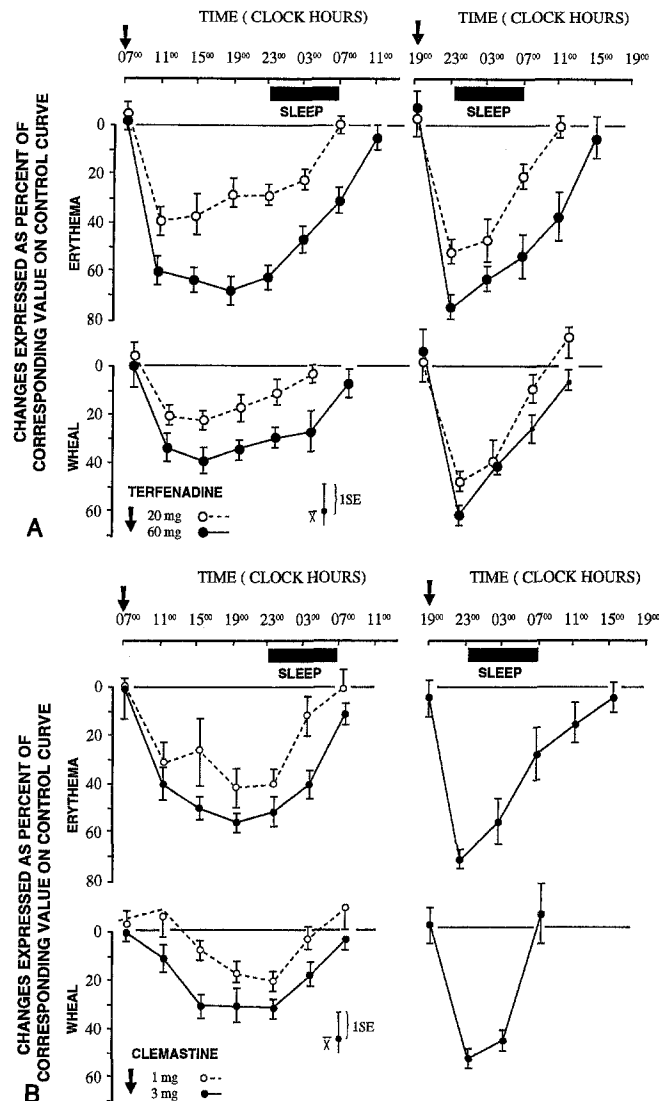 TIME ( CLOCK HOURS)
TIME ( CLOCK HOURS)
07⁰⁰ 11⁰⁰ 15⁰⁰ 19⁰⁰ 23⁰⁰ 03⁰⁰ 07⁰⁰ 11⁰⁰
19⁰⁰ 23⁰⁰ 03⁰⁰ 07⁰⁰ 11⁰⁰ 15⁰⁰ 19⁰⁰
SLEEP
SLEEP
CHANGES EXPRESSED AS PERCENT OF
CORRESPONDING VALUE ON CONTROL CURVE
ERYTHEMA
0
20
40
60
80
WHEAL
0
20
40
60
TERFENADINE
20 mg
60 mg
X̄
1SE
A
TIME ( CLOCK HOURS)
TIME ( CLOCK HOURS)
07⁰⁰ 11⁰⁰ 15⁰⁰ 19⁰⁰ 23⁰⁰ 03⁰⁰ 07⁰⁰ 11⁰⁰
19⁰⁰ 23⁰⁰ 03⁰⁰ 07⁰⁰ 11⁰⁰ 15⁰⁰ 19⁰⁰
SLEEP
SLEEP
CHANGES EXPRESSED AS PERCENT OF
CORRESPONDING VALUE ON CONTROL CURVE
ERYTHEMA
0
20
40
60
80
WHEAL
0
20
40
60
CLEMASTINE
1 mg
3 mg
X̄
1SE
B